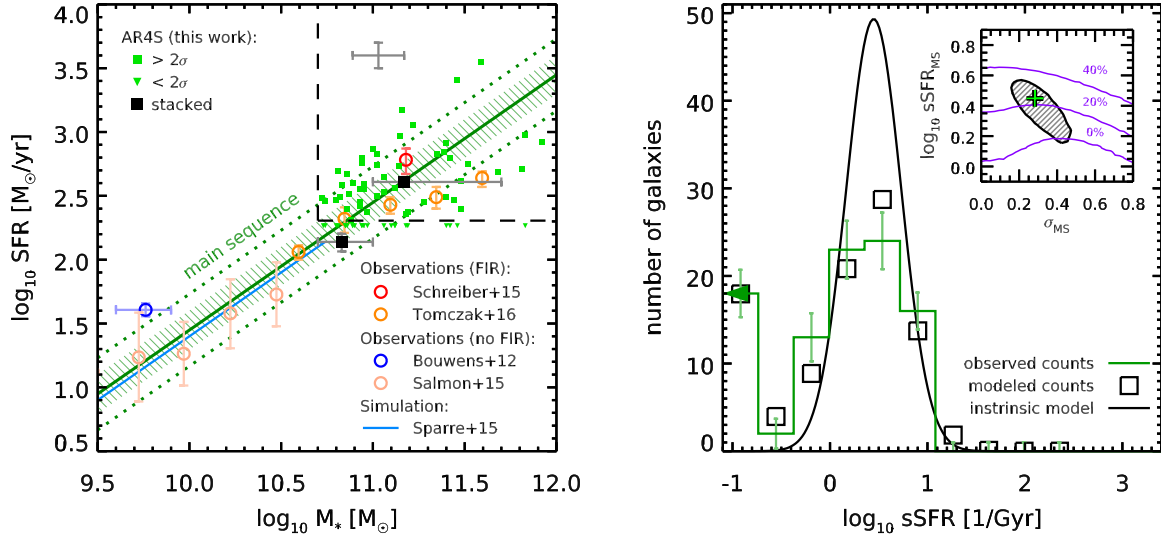 4.0
3.5
3.0
2.5
2.0
1.5
1.0
0.5
log₁₀ SFR [M☉/yr]
AR4S (this work):
> 2σ
< 2σ
stacked
main sequence
Observations (FIR):
Schreiber+15
Tomczak+16
Observations (no FIR):
Bouwens+12
Salmon+15
Simulation:
Sparre+15
9.5 10.0 10.5 11.0 11.5 12.0
log₁₀ M* [M☉]
50
40
30
20
10
0
number of galaxies
0.8
0.6
0.4
0.2
0.0
log₁₀ sSFR_MS
40%
20%
0%
0.0 0.2 0.4 0.6 0.8
σ_MS
observed counts
modeled counts
instrinsic model
-1 0 1 2 3
log₁₀ sSFR [1/Gyr]